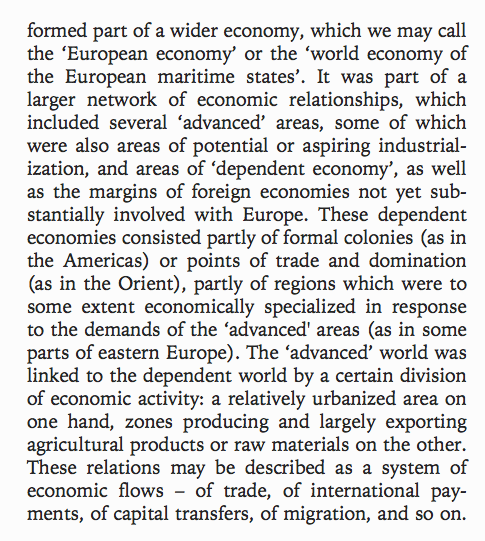 formed part of a wider economy, which we may call
the ‘European economy’ or the ‘world economy of
the European maritime states’. It was part of a
larger network of economic relationships, which
included several ‘advanced’ areas, some of which
were also areas of potential or aspiring industrial-
ization, and areas of ‘dependent economy’, as well
as the margins of foreign economies not yet sub-
stantially involved with Europe. These dependent
economies consisted partly of formal colonies (as in
the Americas) or points of trade and domination
(as in the Orient), partly of regions which were to
some extent economically specialized in response
to the demands of the ‘advanced' areas (as in some
parts of eastern Europe). The ‘advanced’ world was
linked to the dependent world by a certain division
of economic activity: a relatively urbanized area on
one hand, zones producing and largely exporting
agricultural products or raw materials on the other.
These relations may be described as a system of
economic flows – of trade, of international pay-
ments, of capital transfers, of migration, and so on.